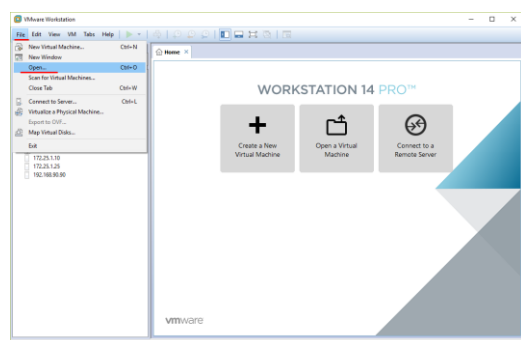 VMware Workstation
File Edit View VM Tabs Help
New Virtual Machine... Ctrl+N
New Window
Open... Ctrl+O
Scan for Virtual Machines...
Close Tab Ctrl+W
Connect to Server... Ctrl+L
Virtualize a Physical Machine...
Export to OVF...
Map Virtual Disks...
Exit
172.25.1.10
172.25.1.25
192.168.90.90
Home
WORKSTATION 14 PRO™
Create a New
Virtual Machine
Open a Virtual
Machine
Connect to a
Remote Server
vmware